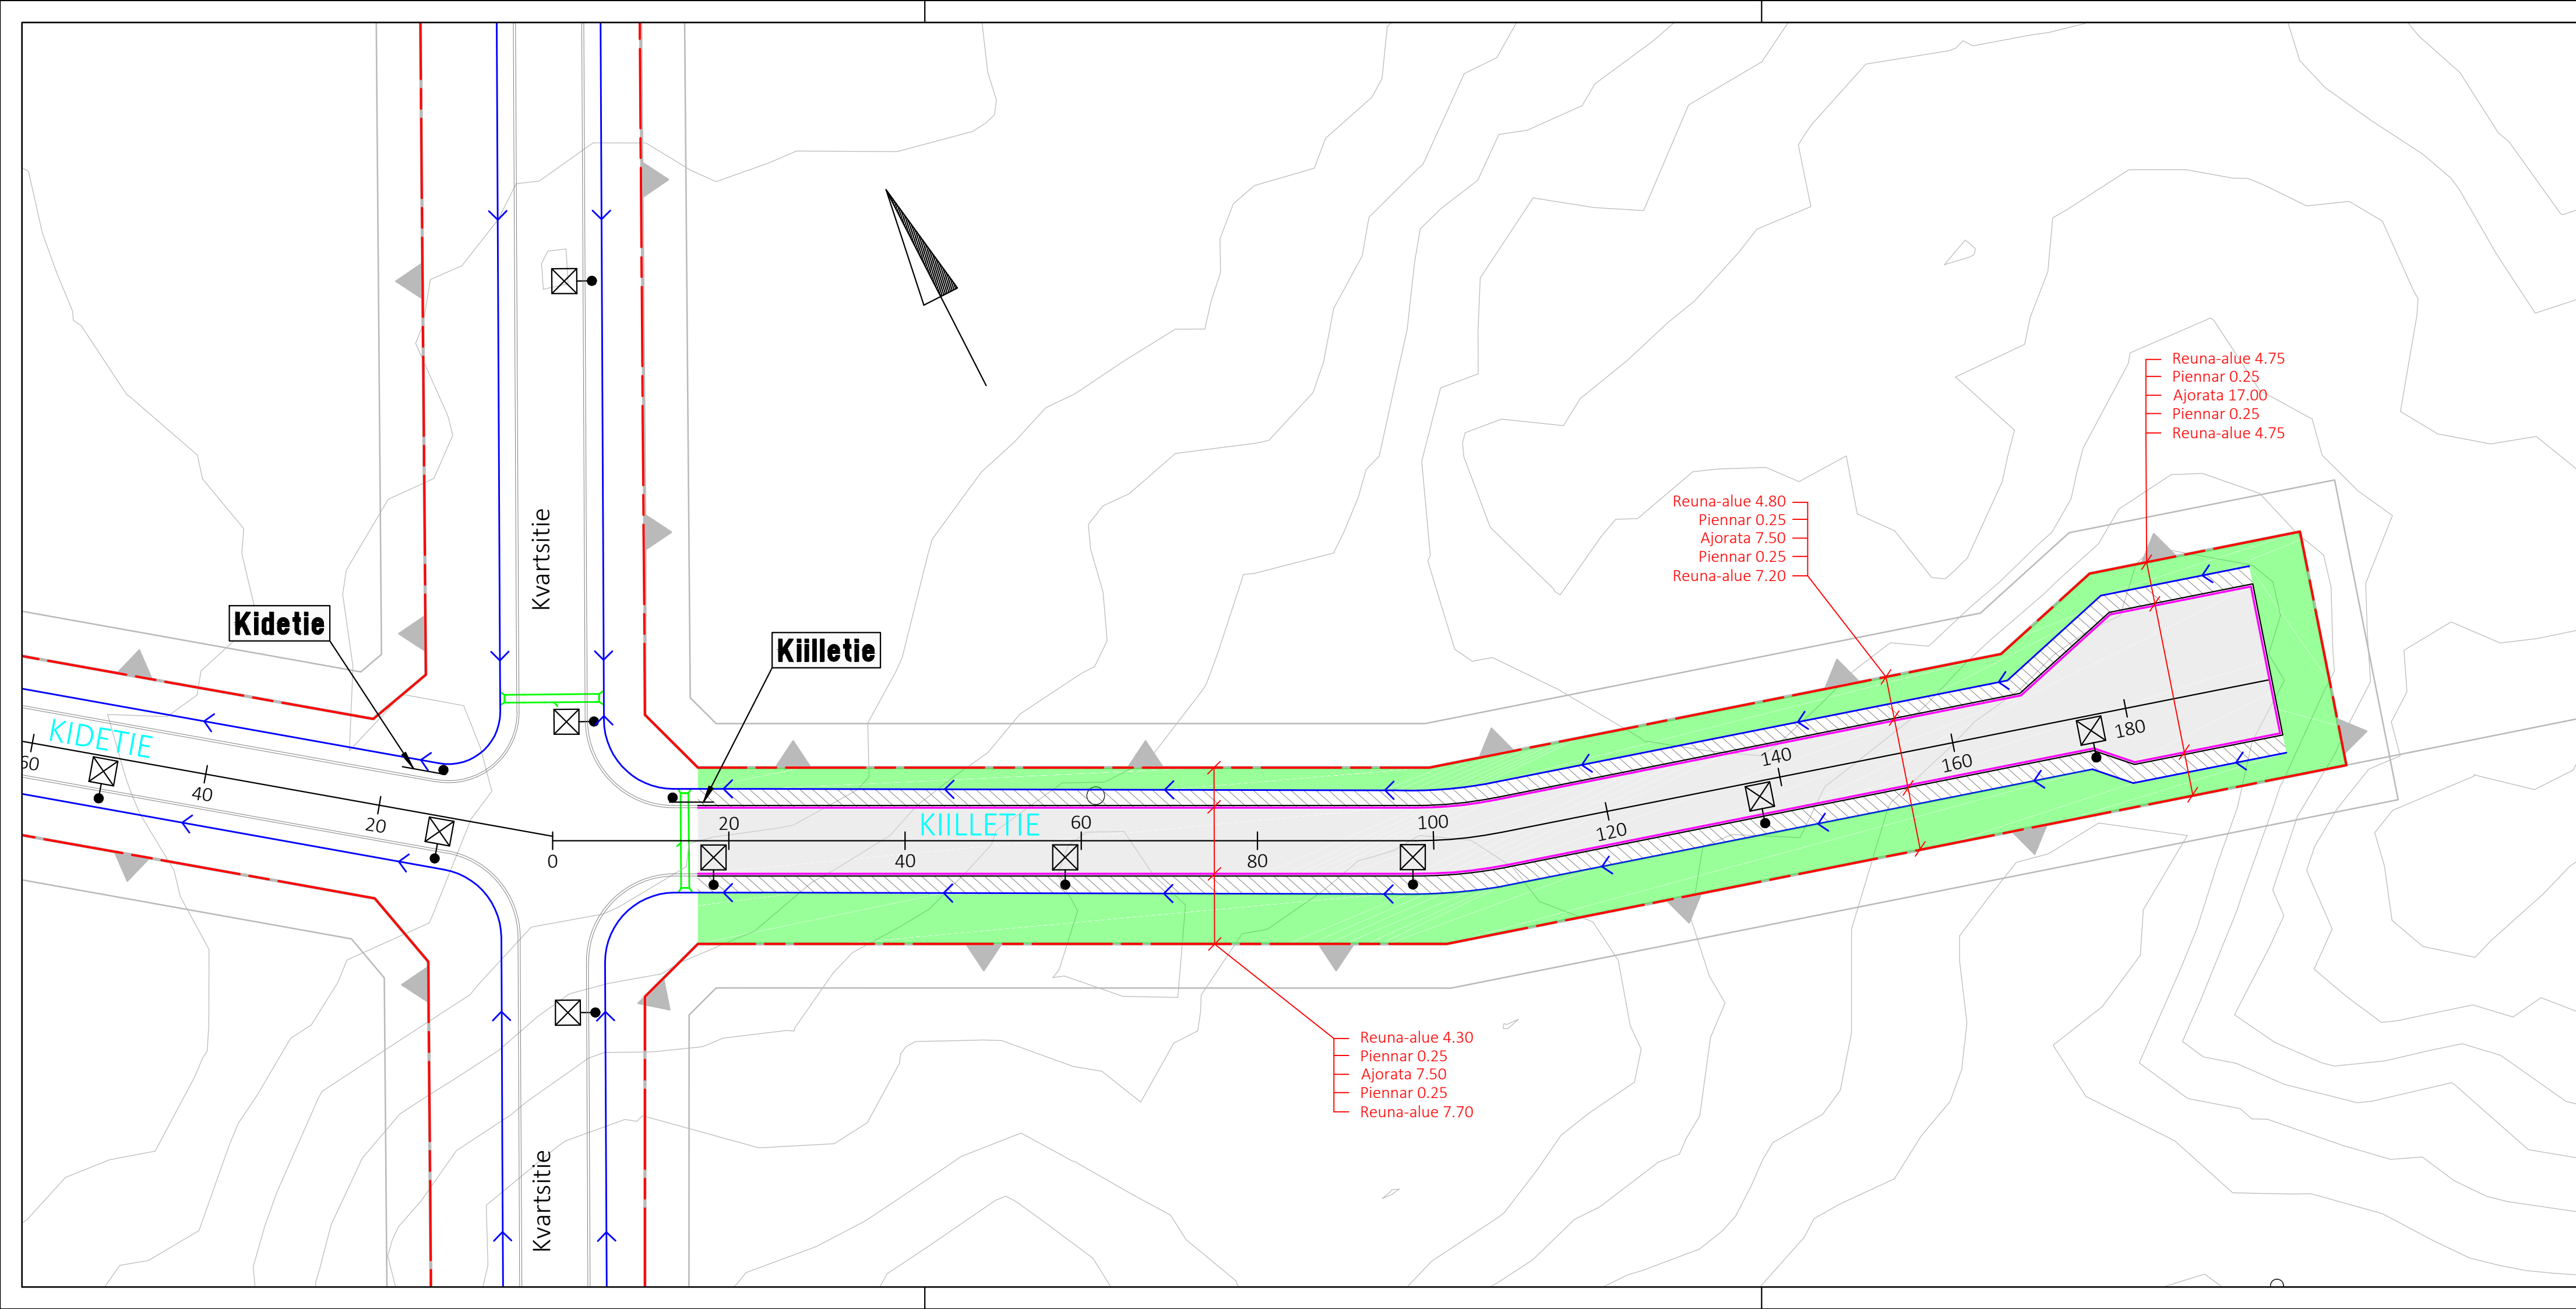 Reuna-alue 4.75
Piennar 0.25
Ajorata 17.00
Piennar 0.25
Reuna-alue 4.75
Reuna-alue 4.80
Piennar 0.25
Ajorata 7.50
Piennar 0.25
Reuna-alue 7.20
Kvartsitie
Kidetie
Kiilletie
KIDETIE
60
40
20
0
20
40
KIILLETIE
60
80
100
120
140
160
180
Reuna-alue 4.30
Piennar 0.25
Ajorata 7.50
Piennar 0.25
Reuna-alue 7.70
Kvartsitie